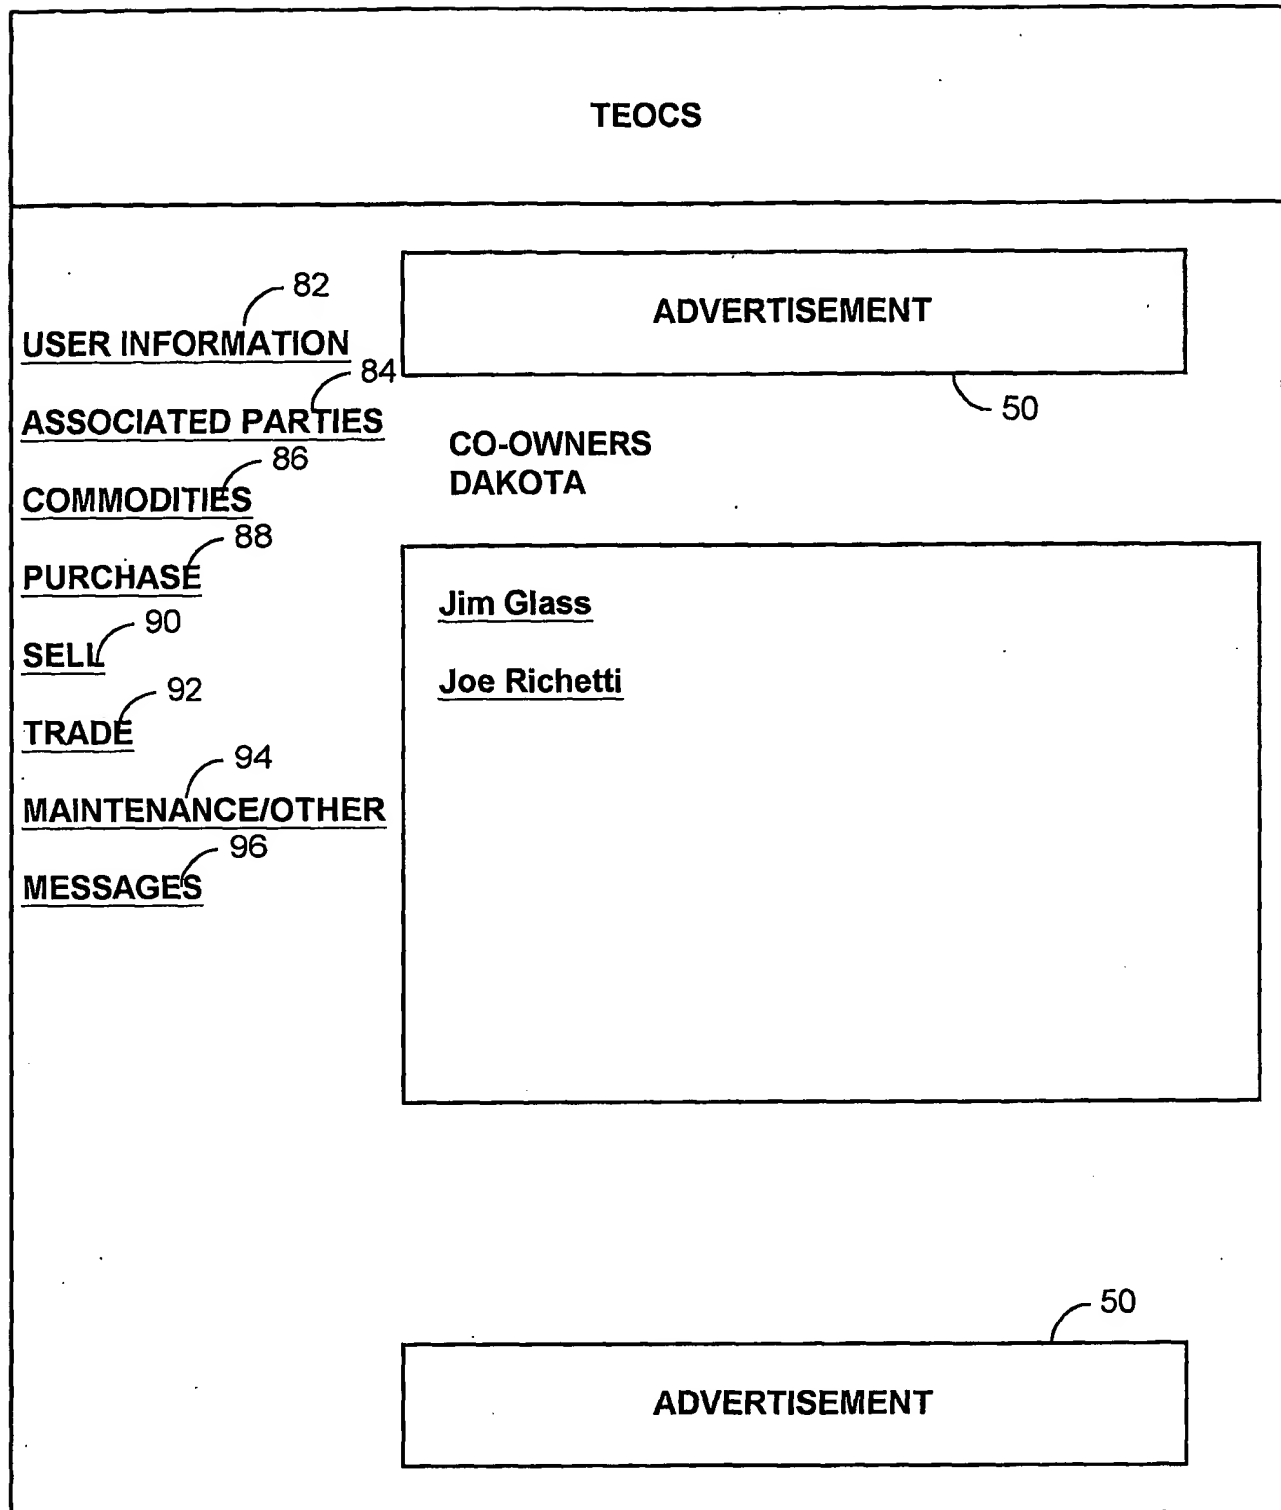 TEOCS
ADVERTISEMENT
50
82
USER INFORMATION
84
ASSOCIATED PARTIES
86
COMMODITIES
88
PURCHASE
90
SELL
92
TRADE
94
MAINTENANCE/OTHER
96
MESSAGES
CO-OWNERS
DAKOTA
Jim Glass
Joe Richetti
50
ADVERTISEMENT